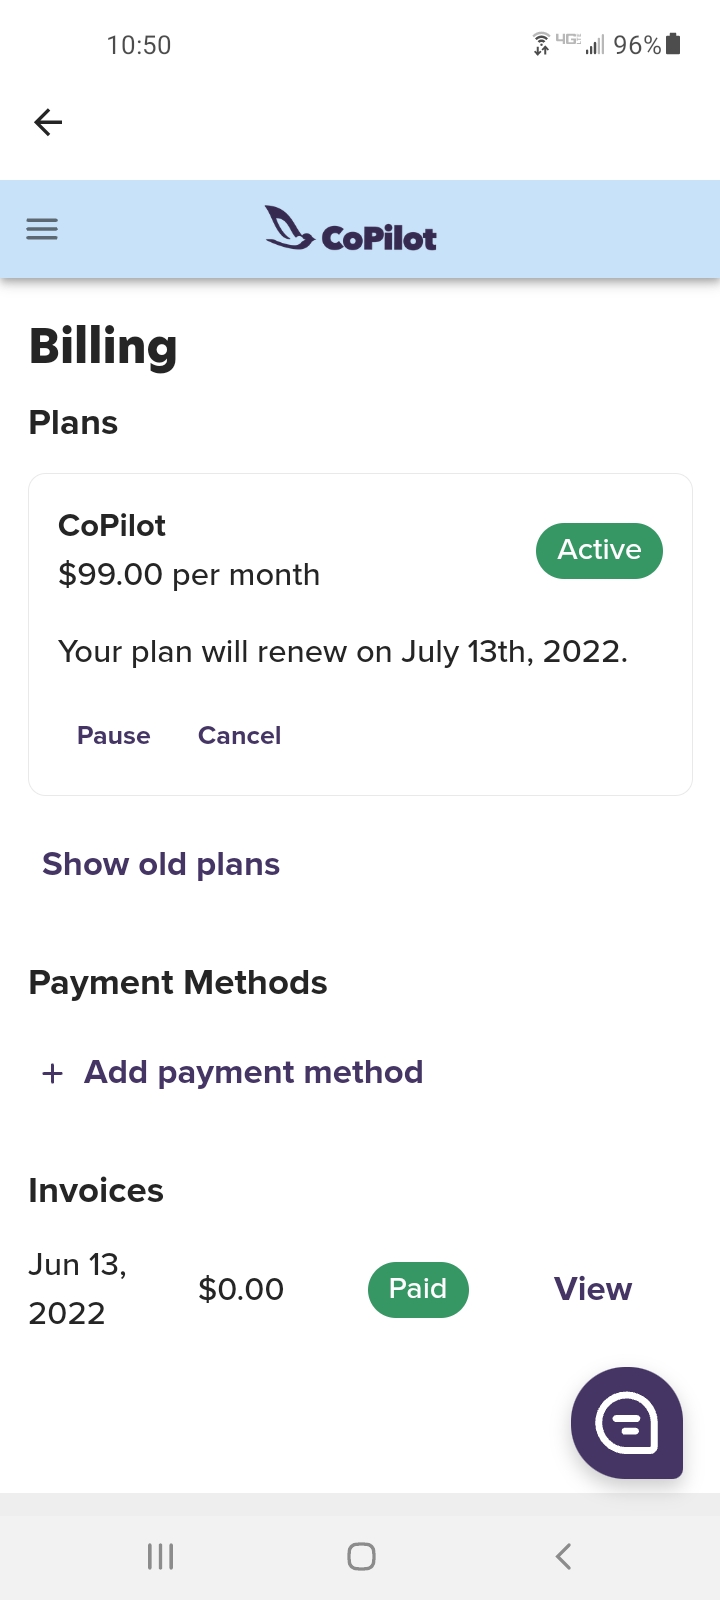 10:50
4G 96%
CoPilot
Billing
Plans
CoPilot
Active
$99.00 per month
Your plan will renew on July 13th, 2022.
Pause Cancel
Show old plans
Payment Methods
+ Add payment method
Invoices
Jun 13,
2022
$0.00
Paid
View